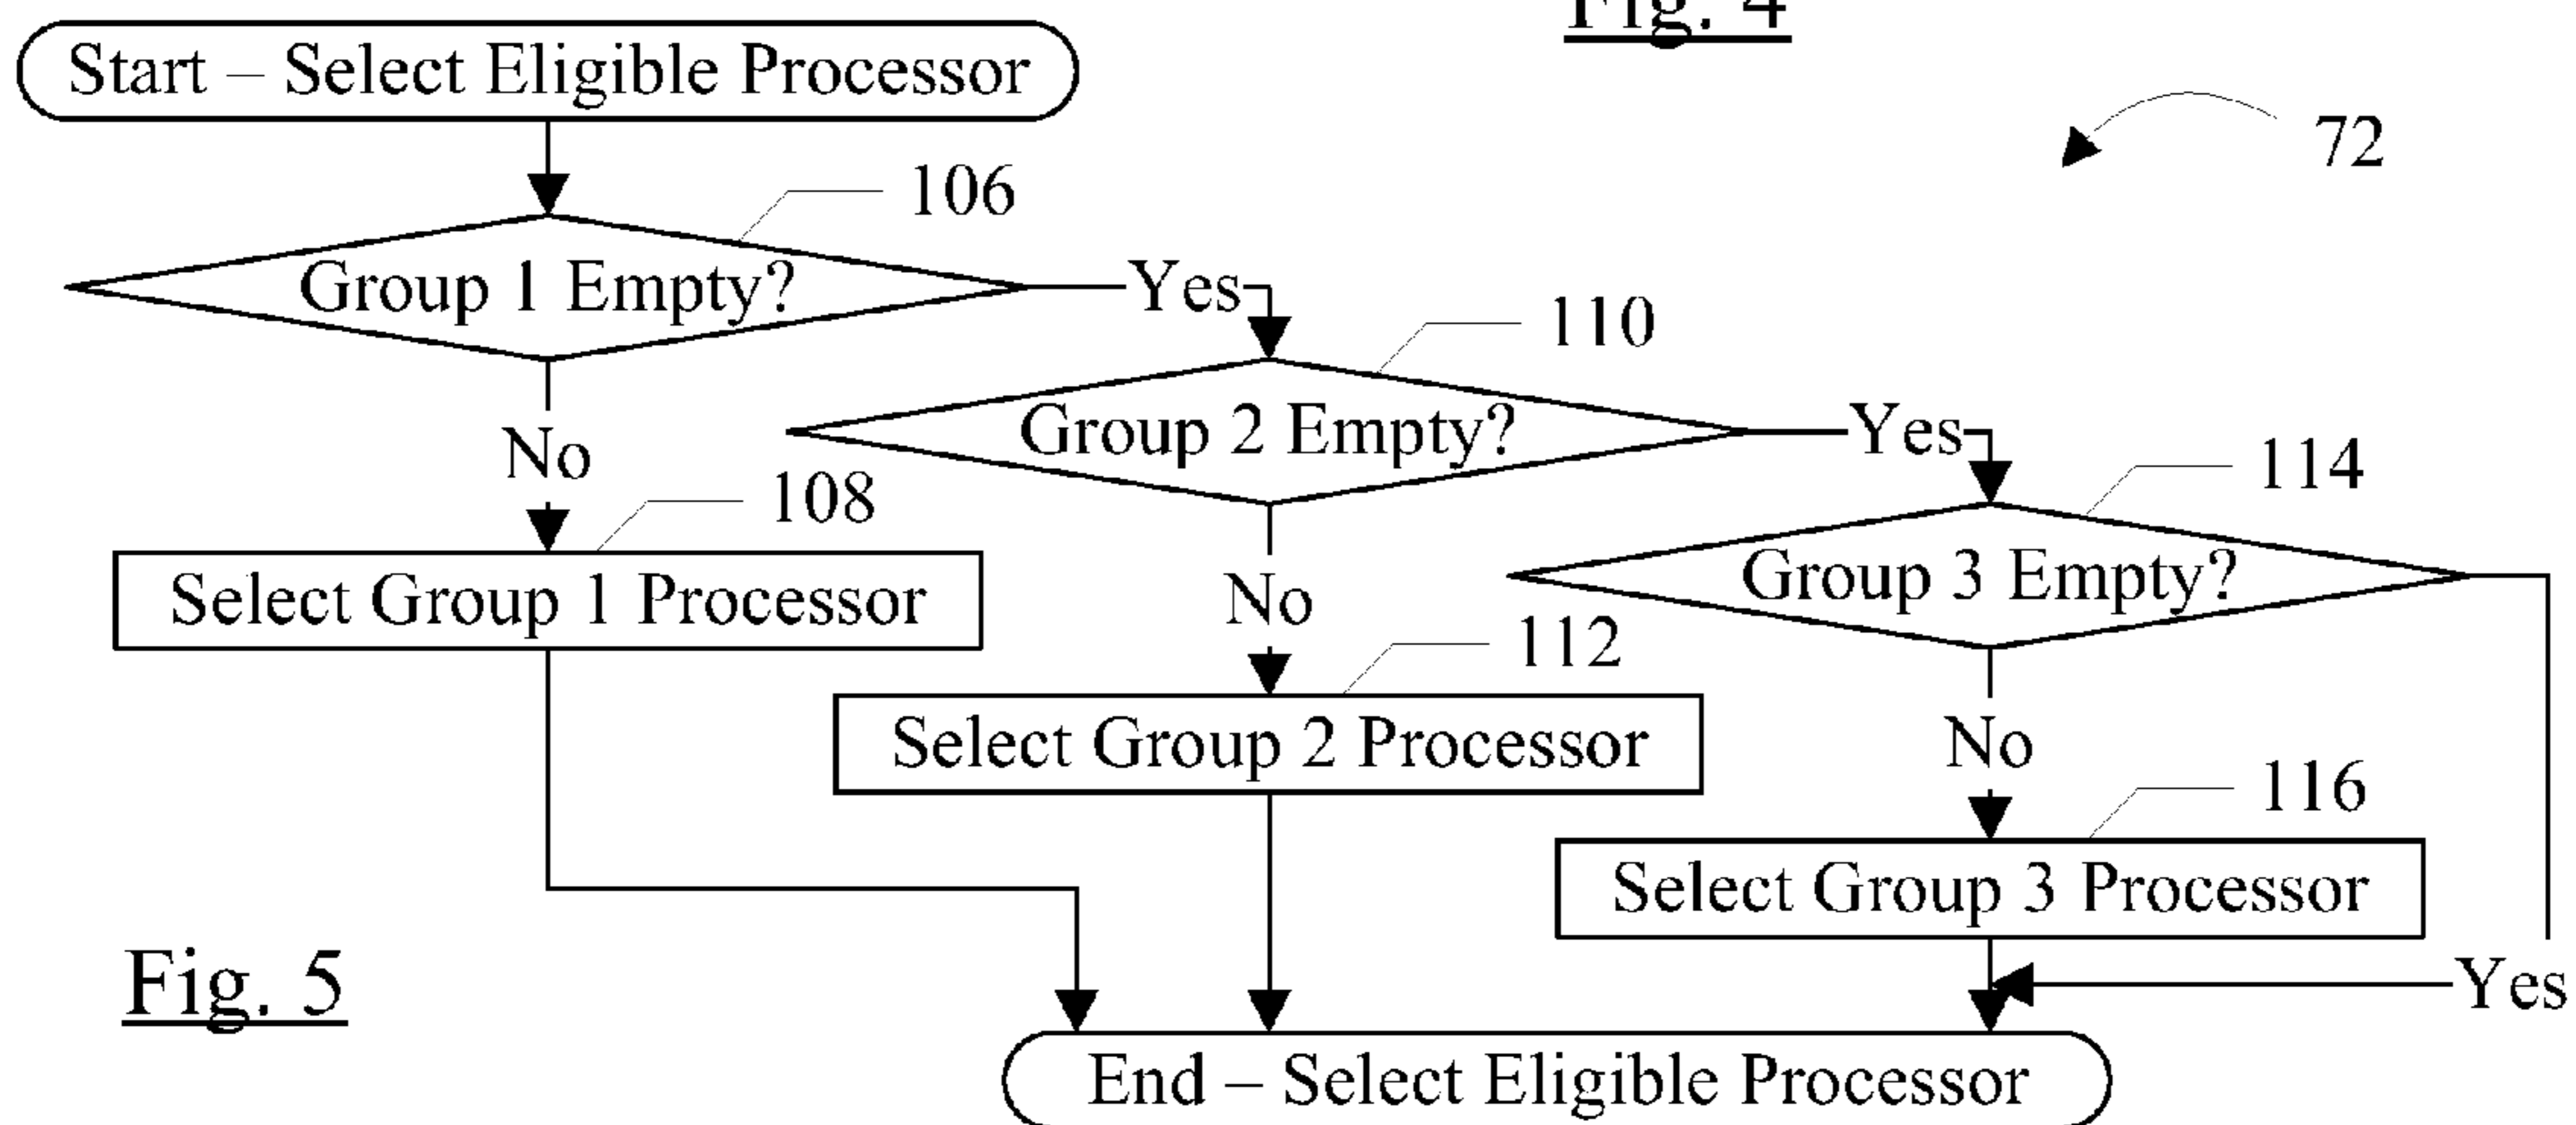 Fig. 4
Start – Select Eligible Processor
72
106
Group 1 Empty?
Yes
110
Group 2 Empty?
Yes
No
114
108
Group 3 Empty?
Select Group 1 Processor
No
112
Select Group 2 Processor
No
116
Select Group 3 Processor
Fig. 5
Yes
End – Select Eligible Processor